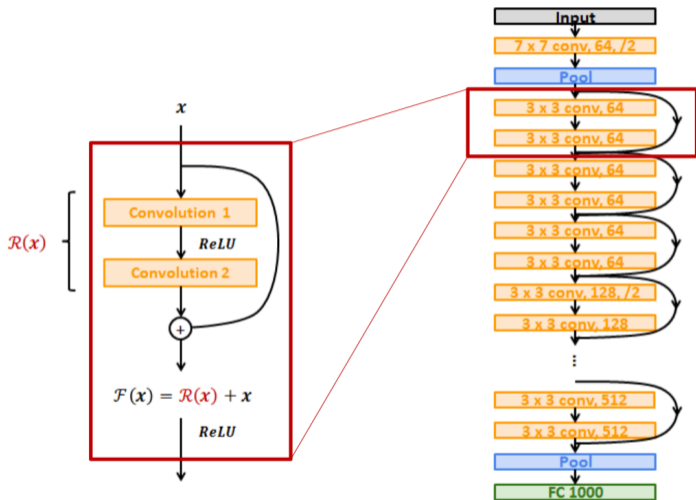 x
Convolution 1
ReLU
R(x)
Convolution 2
+
F(x) = R(x) + x
ReLU
Input
7 x 7 conv, 64, /2
Pool
3 x 3 conv, 64
3 x 3 conv, 64
3 x 3 conv, 64
3 x 3 conv, 64
3 x 3 conv, 64
3 x 3 conv, 64
3 x 3 conv, 128, /2
3 x 3 conv, 128
...
3 x 3 conv, 512
3 x 3 conv, 512
Pool
FC 1000